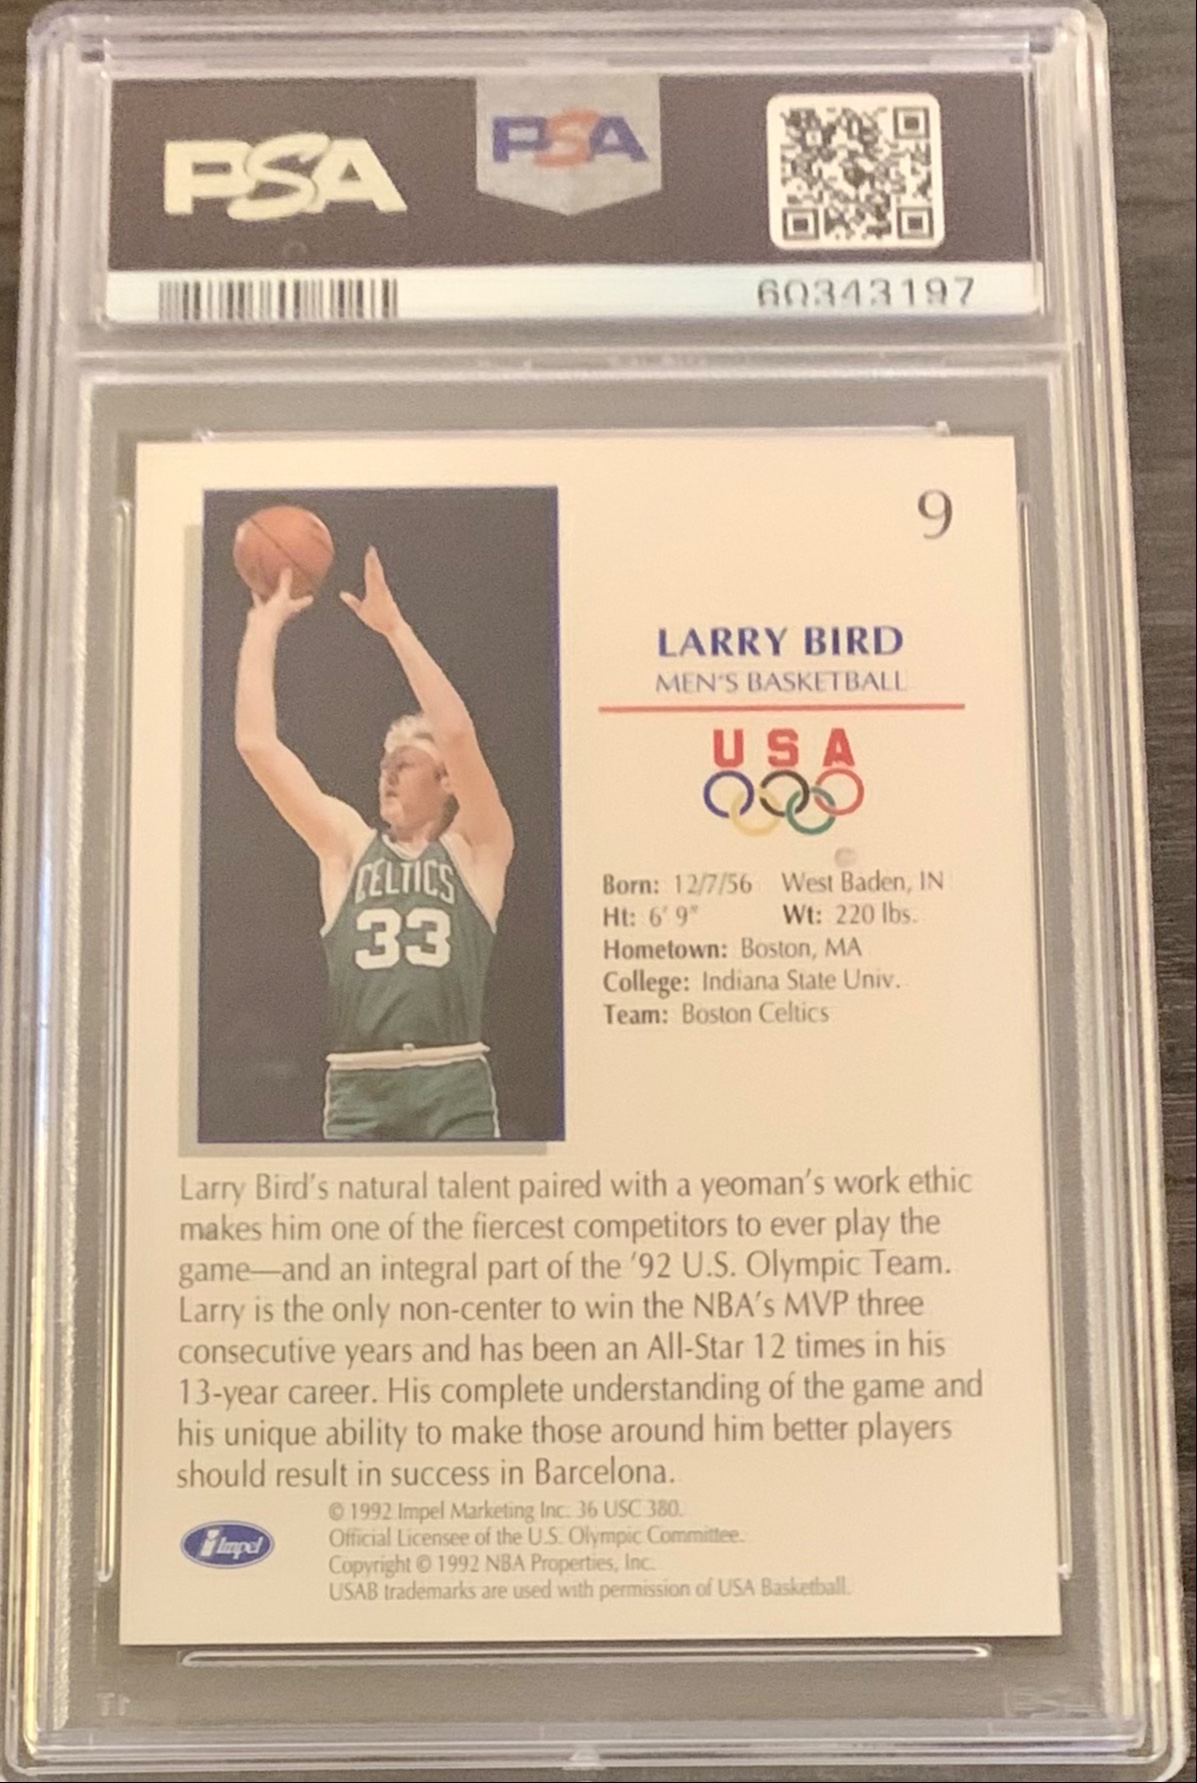 PSA
PSA
60343197
9
LARRY BIRD
MEN'S BASKETBALL
USA
Born: 12/7/56 West Baden, IN
Ht: 6' 9" Wt: 220 lbs.
Hometown: Boston, MA
College: Indiana State Univ.
Team: Boston Celtics
CELTICS
33
Larry Bird's natural talent paired with a yeoman's work ethic
makes him one of the fiercest competitors to ever play the
game—and an integral part of the '92 U.S. Olympic Team.
Larry is the only non-center to win the NBA's MVP three
consecutive years and has been an All-Star 12 times in his
13-year career. His complete understanding of the game and
his unique ability to make those around him better players
should result in success in Barcelona.
Impel
© 1992 Impel Marketing Inc. 36 USC 380.
Official Licensee of the U.S. Olympic Committee.
Copyright © 1992 NBA Properties, Inc.
USAB trademarks are used with permission of USA Basketball.